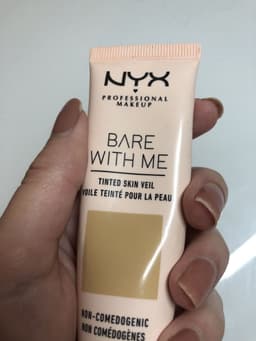 NYX
PROFESSIONAL
MAKEUP
BARE
WITH ME
TINTED SKIN VEIL
VOILE TEINTÉ POUR LA PEAU
NON-COMEDOGENIC
NON COMÉDOGÈNES